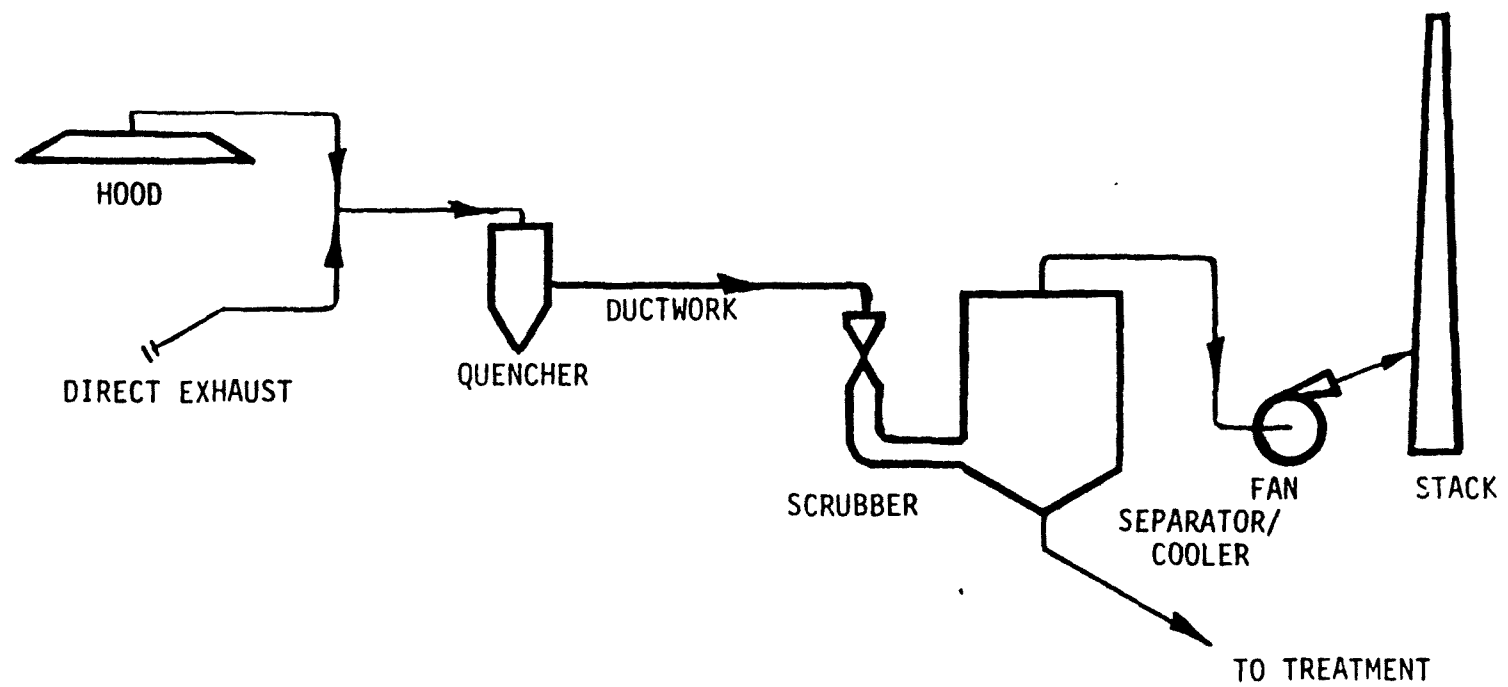 HOOD
DIRECT EXHAUST
DUCTWORK
QUENCHER
SCRUBBER
SEPARATOR/
COOLER
FAN
STACK
TO TREATMENT